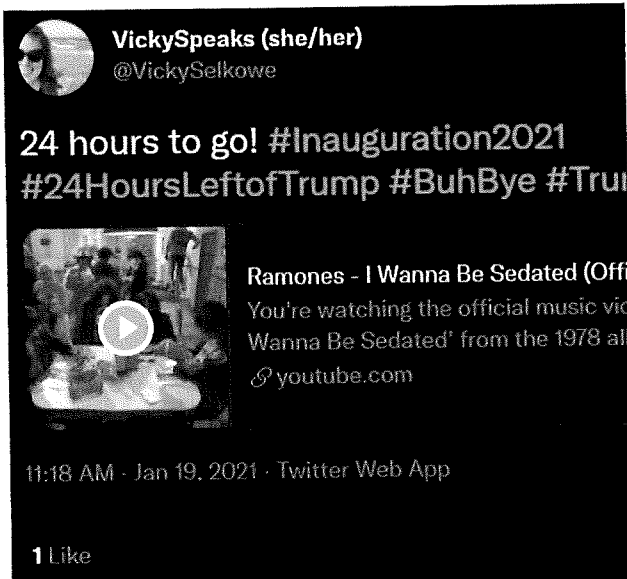 VickySpeaks (she/her)
@VickySelkowe
24 hours to go! #Inauguration2021
#24HoursLeftofTrump #BuhBye
Ramones - I Wanna Be Sedated
You're watching the official music
Wanna Be Sedated' from the 1978
youtube.com
11:18 AM · Jan 19, 2021 · Twitter Web App
1 Like